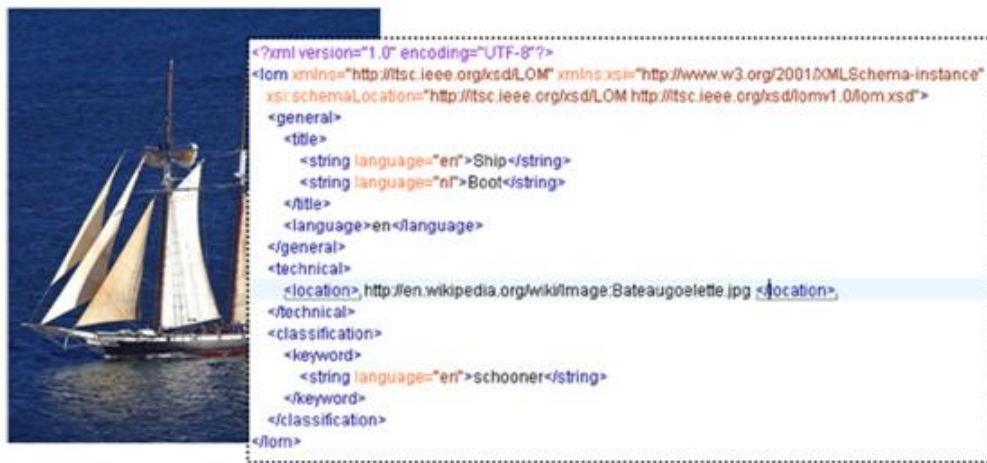 <?xml version="1.0" encoding="UTF-8"?>
<lom xmlns="http://ltsc.ieee.org/xsd/LOM" xmlns:xsi="http://www.w3.org/2001/XMLSchema-instance"
xsi:schemaLocation="http://ltsc.ieee.org/xsd/LOM http://ltsc.ieee.org/xsd/lomv1.0/lom.xsd">
<general>
<title>
<string language="en">Ship</string>
<string language="nl">Boot</string>
</title>
<language>en</language>
</general>
<technical>
<location> http://en.wikipedia.org/wiki/Image:Bateaugoelette.jpg </location>
</technical>
<classification>
<keyword>
<string language="en">schooner</string>
</keyword>
</classification>
</lom>